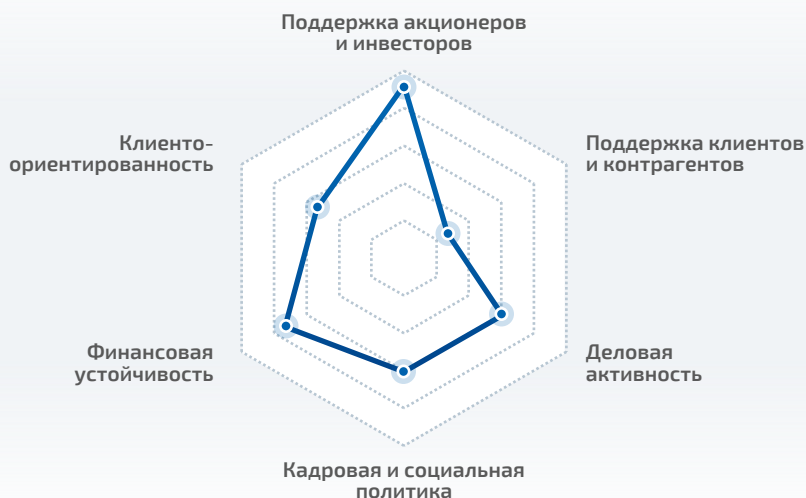 Поддержка акционеров
и инвесторов
Клиенто-
ориентированность
Поддержка клиентов
и контрагентов
Финансовая
устойчивость
Деловая
активность
Кадровая и социальная
политика